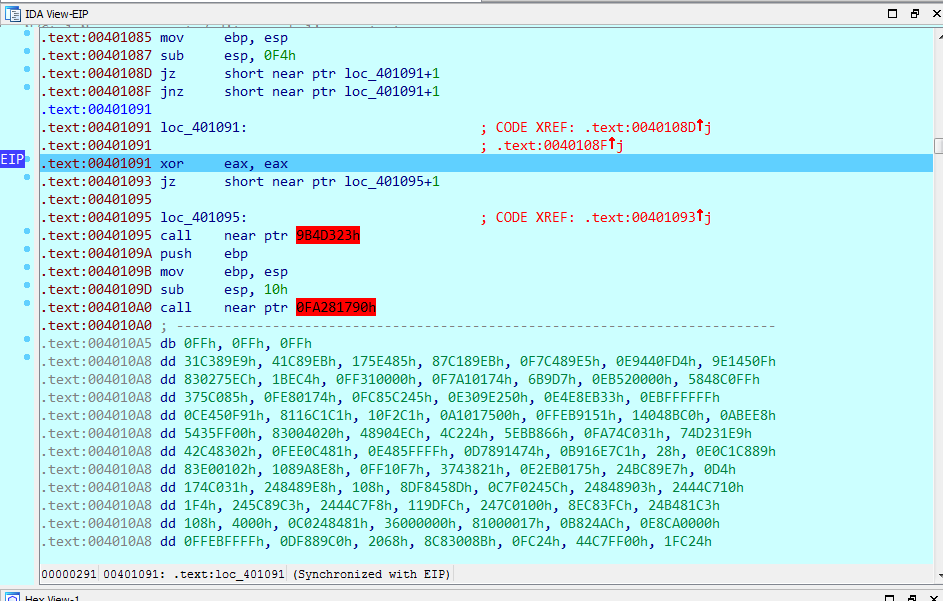 IDA View-EIP
.text:00401085 mov ebp, esp
.text:00401087 sub esp, 0F4h
.text:0040108D jz short near ptr loc_401091+1
.text:0040108F jnz short near ptr loc_401091+1
.text:00401091
.text:00401091 loc_401091: ; CODE XREF: .text:0040108D↑j
.text:00401091 ; .text:0040108F↑j
EIP .text:00401091 xor eax, eax
.text:00401093 jz short near ptr loc_401095+1
.text:00401095
.text:00401095 loc_401095: ; CODE XREF: .text:00401093↑j
.text:00401095 call near ptr 9B4D323h
.text:0040109A push ebp
.text:0040109B mov ebp, esp
.text:0040109D sub esp, 10h
.text:004010A0 call near ptr 0FA281790h
.text:004010A0 ; ---------------------------------------------------------------------------
.text:004010A5 db 0FFh, 0FFh, 0FFh
.text:004010A8 dd 31C389E9h, 41C89EBh, 175E485h, 87C189EBh, 0F7C489E5h, 0E9440FD4h, 9E1450Fh
.text:004010A8 dd 830275ECh, 1BEC4h, 0FF310000h, 0F7A10174h, 6B9D7h, 0EB520000h, 5848C0FFh
.text:004010A8 dd 375C085h, 0FE80174h, 0FC85C245h, 0E309E250h, 0E4E8EB33h, 0EBFFFFFFh
.text:004010A8 dd 0CE450F91h, 8116C1C1h, 10F2C1h, 0A1017500h, 0FFEB9151h, 14048BC0h, 0ABEE8h
.text:004010A8 dd 5435FF00h, 83004020h, 48904ECh, 4C224h, 5EBB866h, 0FA74C031h, 74D231E9h
.text:004010A8 dd 42C48302h, 0FEE0C481h, 0E485FFFFh, 0D7891474h, 0B916E7C1h, 28h, 0E0C1C889h
.text:004010A8 dd 83E00102h, 1089A8E8h, 0FF10F7h, 3743821h, 0E2EB0175h, 24BC89E7h, 0D4h
.text:004010A8 dd 174C031h, 248489E8h, 108h, 8DF8458Dh, 0C7F0245Ch, 24848903h, 2444C710h
.text:004010A8 dd 1F4h, 245C89C3h, 2444C7F8h, 119DFCh, 247C0100h, 8EC83FCh, 24B481C3h
.text:004010A8 dd 108h, 4000h, 0C0248481h, 36000000h, 81000017h, 0B824ACh, 0E8CA0000h
.text:004010A8 dd 0FFEBFFFFh, 0DF889C0h, 2068h, 8C83008Bh, 0FC24h, 44C7FF00h, 1FC24h
00000291 00401091: .text:loc_401091 (Synchronized with EIP)
Hex View-1